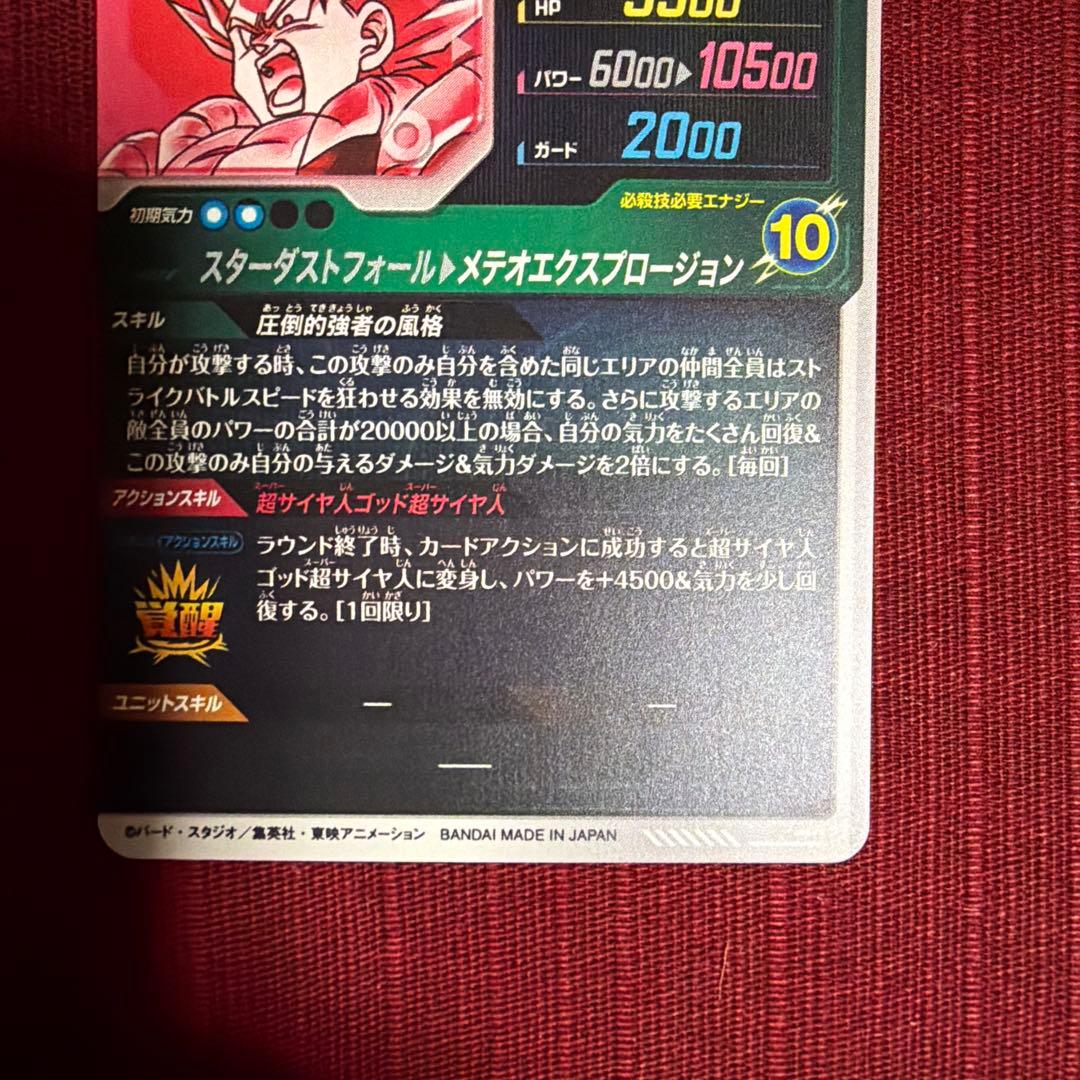 HP
パワー 6000▶10500
ガード 2000
必殺技必要エナジー
初期気力
10
スターダストフォール▶メテオエクスプロージョン
スキル 圧倒的強者の風格
自分が攻撃する時、この攻撃のみ自分を含めた同じエリアの仲間全員はスト
ライクバトルスピードを狂わせる効果を無効にする。さらに攻撃するエリアの
敵全員のパワーの合計が20000以上の場合、自分の気力をたくさん回復&
この攻撃のみ自分の与えるダメージ&気力ダメージを2倍にする。[毎回]
アクションスキル 超サイヤ人ゴッド超サイヤ人
アクションスキル
ラウンド終了時、カードアクションに成功すると超サイヤ人
ゴッド超サイヤ人に変身し、パワーを+4500&気力を少し回
復する。[1回限り]
覚醒
ユニットスキル ー ー
ー
©バード・スタジオ／集英社・東映アニメーション BANDAI MADE IN JAPAN